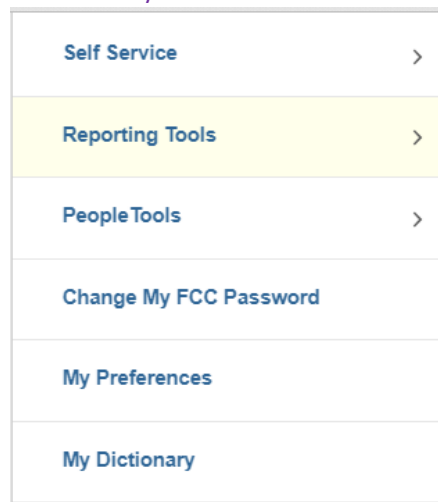 Self Service
Reporting Tools
PeopleTools
Change My FCC Password
My Preferences
My Dictionary